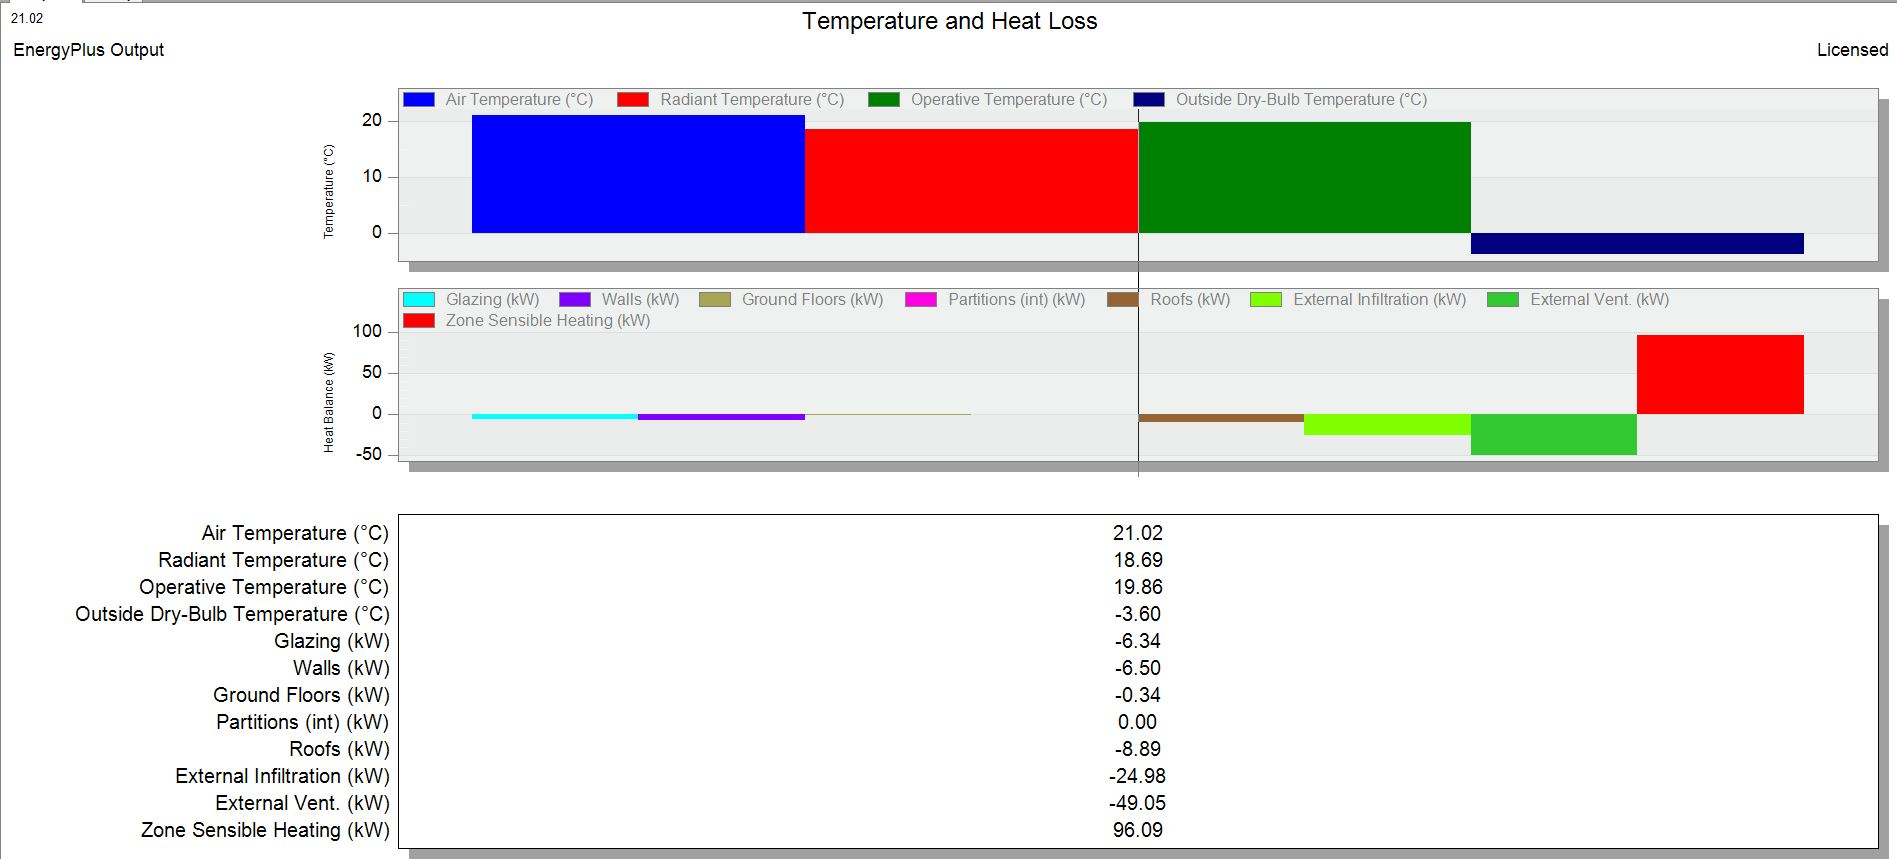 21.02
Temperature and Heat Loss
EnergyPlus Output
Licensed
Air Temperature (°C) Radiant Temperature (°C) Operative Temperature (°C) Outside Dry-Bulb Temperature (°C)
Temperature (°C)
20
10
0
Glazing (kW) Walls (kW) Ground Floors (kW) Partitions (int) (kW) Roofs (kW) External Infiltration (kW) External Vent. (kW)
Zone Sensible Heating (kW)
Heat Balance (kW)
100
50
0
-50
Air Temperature (°C) 21.02
Radiant Temperature (°C) 18.69
Operative Temperature (°C) 19.86
Outside Dry-Bulb Temperature (°C) -3.60
Glazing (kW) -6.34
Walls (kW) -6.50
Ground Floors (kW) -0.34
Partitions (int) (kW) 0.00
Roofs (kW) -8.89
External Infiltration (kW) -24.98
External Vent. (kW) -49.05
Zone Sensible Heating (kW) 96.09